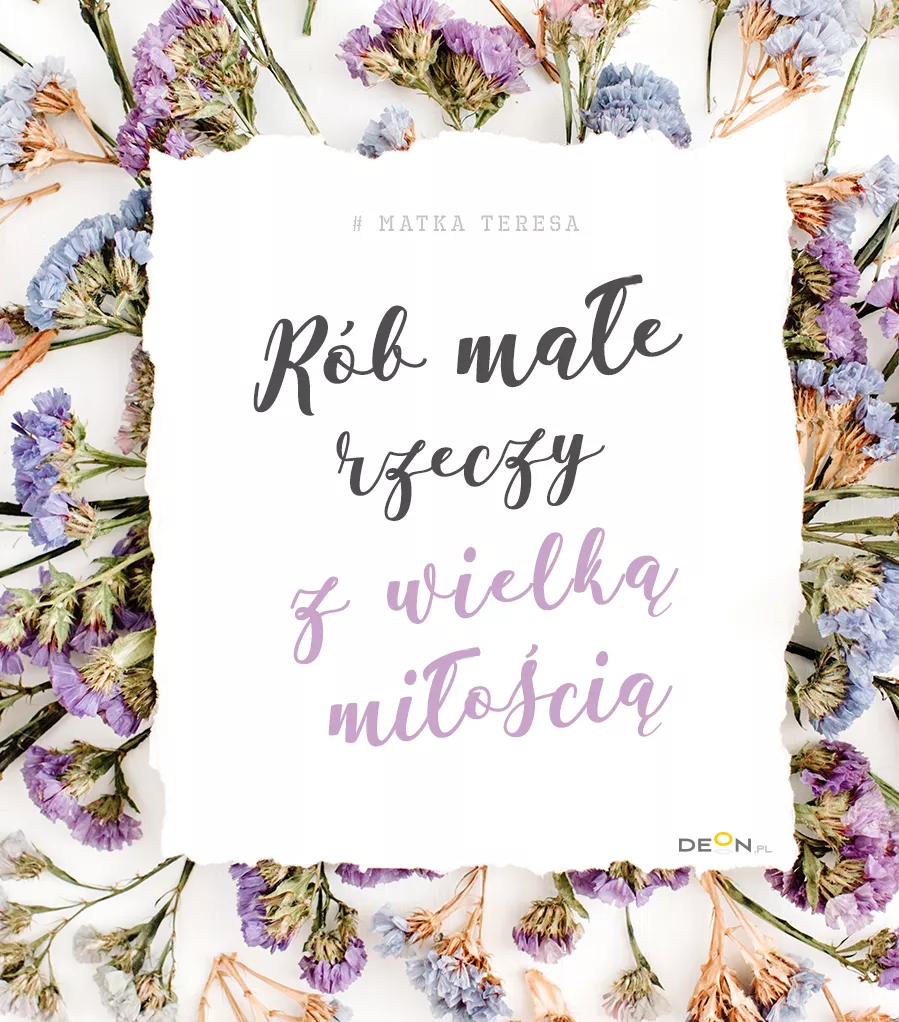 # MATKA TERESA
Rób małe
rzeczy
z wielką
miłością
DEON.PL